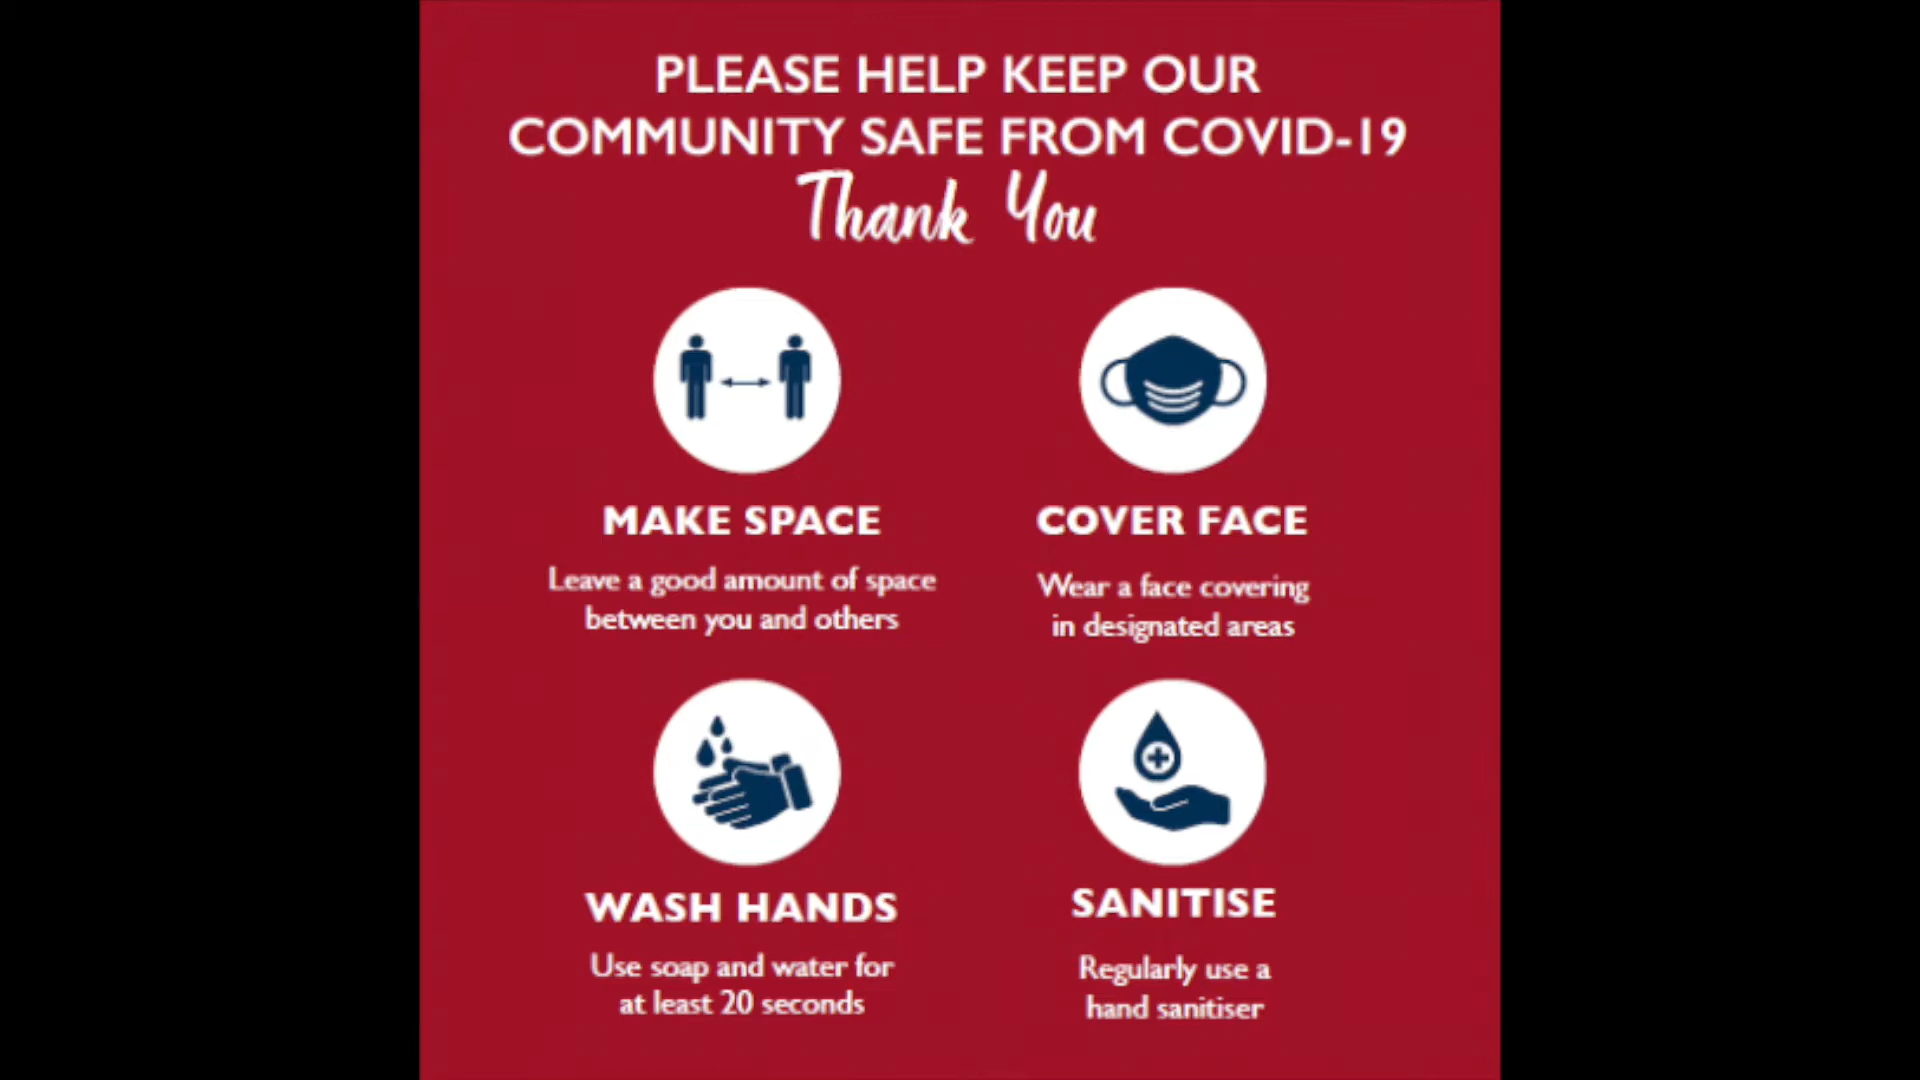 PLEASE HELP KEEP OUR
COMMUNITY SAFE FROM COVID-19
Thank You
MAKE SPACE
Leave a good amount of space
between you and others
COVER FACE
Wear a face covering
in designated areas
WASH HANDS
Use soap and water for
at least 20 seconds
SANITISE
Regularly use a
hand sanitiser